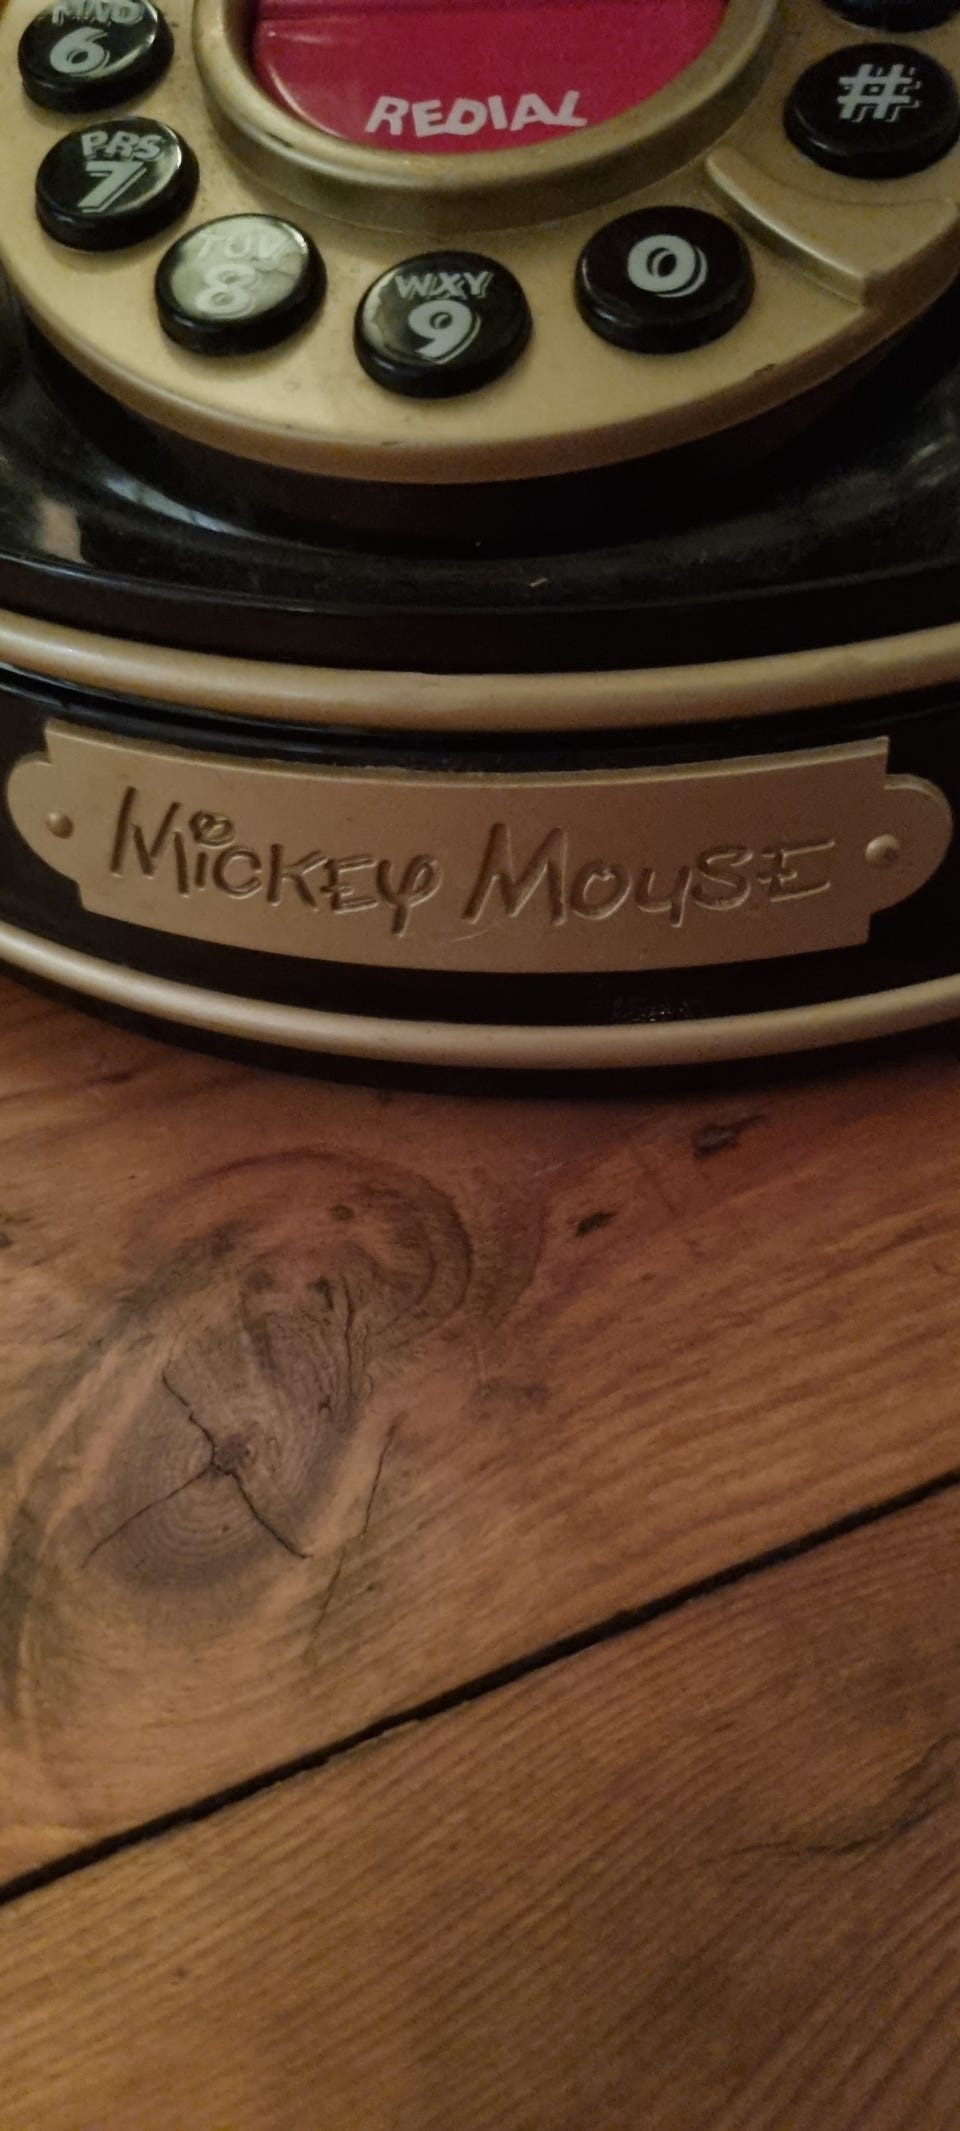 MNO
6
REDIAL
#
PRS
7
TUV
8
WXY
9
0
MICKEY MOUSE